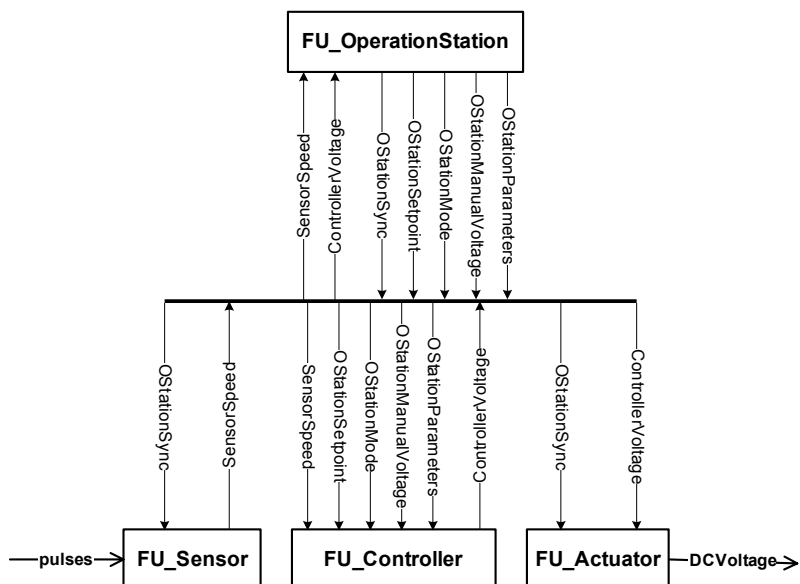 FU_OperationStation
SensorSpeed
ControllerVoltage
OStationSync
OStationSetpoint
OStationMode
OStationManualVoltage
OStationParameters
OStationSync
SensorSpeed
SensorSpeed
OStationSetpoint
OStationMode
OStationManualVoltage
OStationParameters
ControllerVoltage
OStationSync
ControllerVoltage
pulses
FU_Sensor
FU_Controller
FU_Actuator
DCVoltage